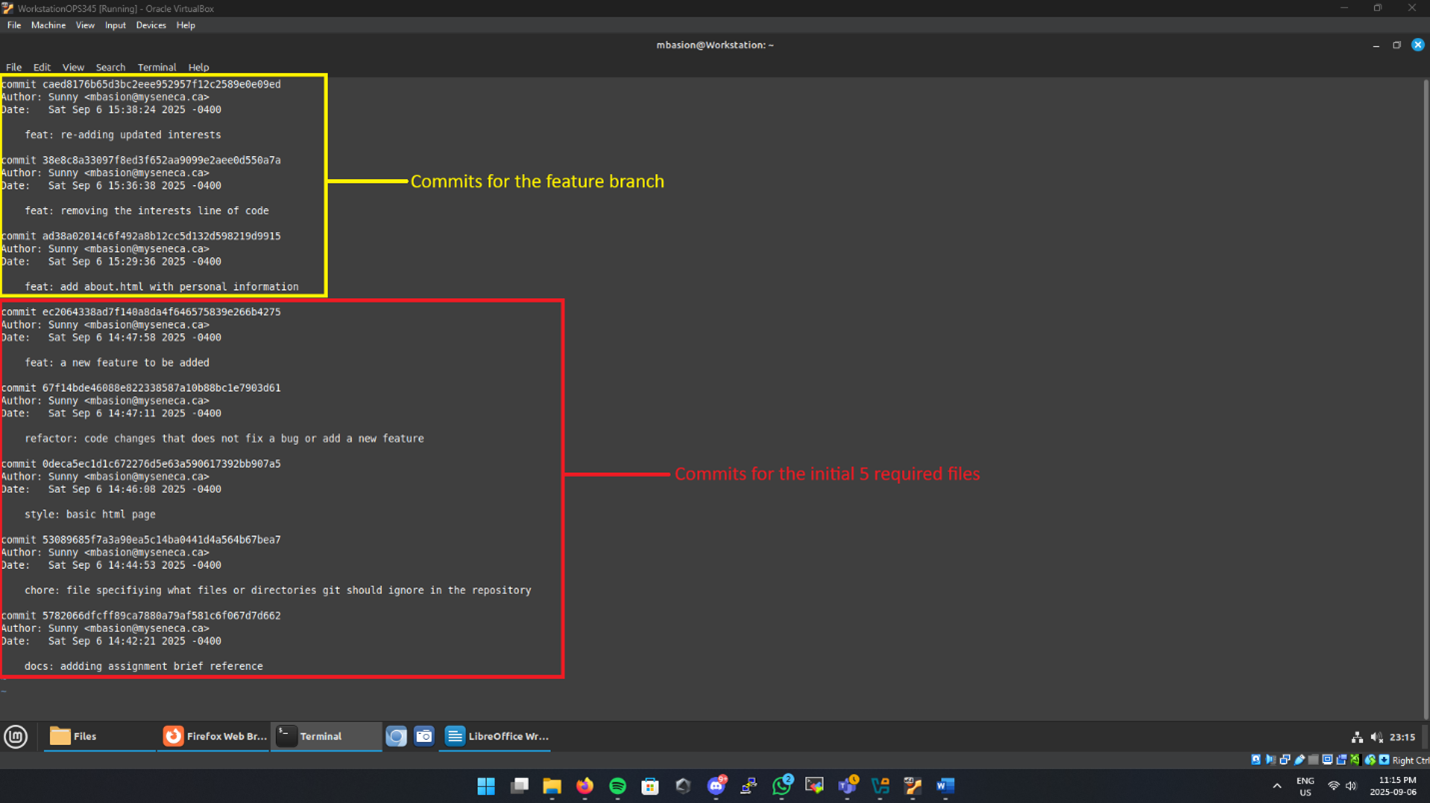 WorkstationOPS345 [Running] - Oracle VirtualBox
File Machine View Input Devices Help
mbasion@Workstation: ~
File Edit View Search Terminal Help
commit caed8176b65d3bc2eee952957f12c2589e0e09ed
Author: Sunny <mbasion@myseneca.ca>
Date: Sat Sep 6 15:38:24 2025 -0400
feat: re-adding updated interests
commit 38e8c8a33097f8ed3f652aa9099e2aee0d550a7a
Author: Sunny <mbasion@myseneca.ca>
Date: Sat Sep 6 15:36:38 2025 -0400
feat: removing the interests line of code
commit ad38a02014c6f492a8b12cc5d132d598219d9915
Author: Sunny <mbasion@myseneca.ca>
Date: Sat Sep 6 15:29:36 2025 -0400
feat: add about.html with personal information
Commits for the feature branch
commit ec2064338ad7f140a8da4f646575839e266b4275
Author: Sunny <mbasion@myseneca.ca>
Date: Sat Sep 6 14:47:58 2025 -0400
feat: a new feature to be added
commit 67f14bde46088e822338587a10b88bc1e7903d61
Author: Sunny <mbasion@myseneca.ca>
Date: Sat Sep 6 14:47:11 2025 -0400
refactor: code changes that does not fix a bug or add a new feature
commit 0deca5ec1d1c672276d5e63a590617392bb907a5
Author: Sunny <mbasion@myseneca.ca>
Date: Sat Sep 6 14:46:08 2025 -0400
style: basic html page
commit 53089685f7a3a90ea5c14ba0441d4a564b67bea7
Author: Sunny <mbasion@myseneca.ca>
Date: Sat Sep 6 14:44:53 2025 -0400
chore: file specifiying what files or directories git should ignore in the repository
commit 5782066dfcff89ca7880a79af581c6f067d7d662
Author: Sunny <mbasion@myseneca.ca>
Date: Sat Sep 6 14:42:21 2025 -0400
docs: addding assignment brief reference
Commits for the initial 5 required files
~
Files
Firefox Web Br...
Terminal
LibreOffice Wr...
23:15
Right Ctrl
ENG
US
11:15 PM
2025-09-06